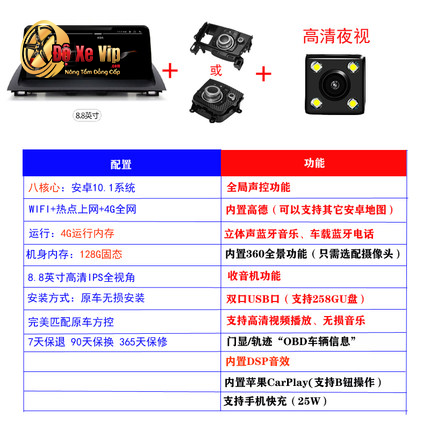 Độ Xe Vip
.com
Nâng Tầm Đẳng Cấp
8.8英寸
或
高清夜视
配置
功能
八核心：安卓10.1系统
全局声控功能
WIFI+热点上网+4G全网
内置高德（可以支持其它安卓地图）
运行：4G运行内存
立体声蓝牙音乐、车载蓝牙电话
机身内存：128G固态
内置360全景功能（只需选配摄像头）
8.8英寸高清IPS全视角
收音机功能
安装方式：原车无损安装
双口USB口（支持258GU盘）
完美匹配原车方控
支持高清视频播放、无损音乐
7天保退 90天保换 365天保修
门显/轨迹“OBD车辆信息”
内置DSP音效
内置苹果CarPlay(支持B钮操作）
支持手机快充（25W）